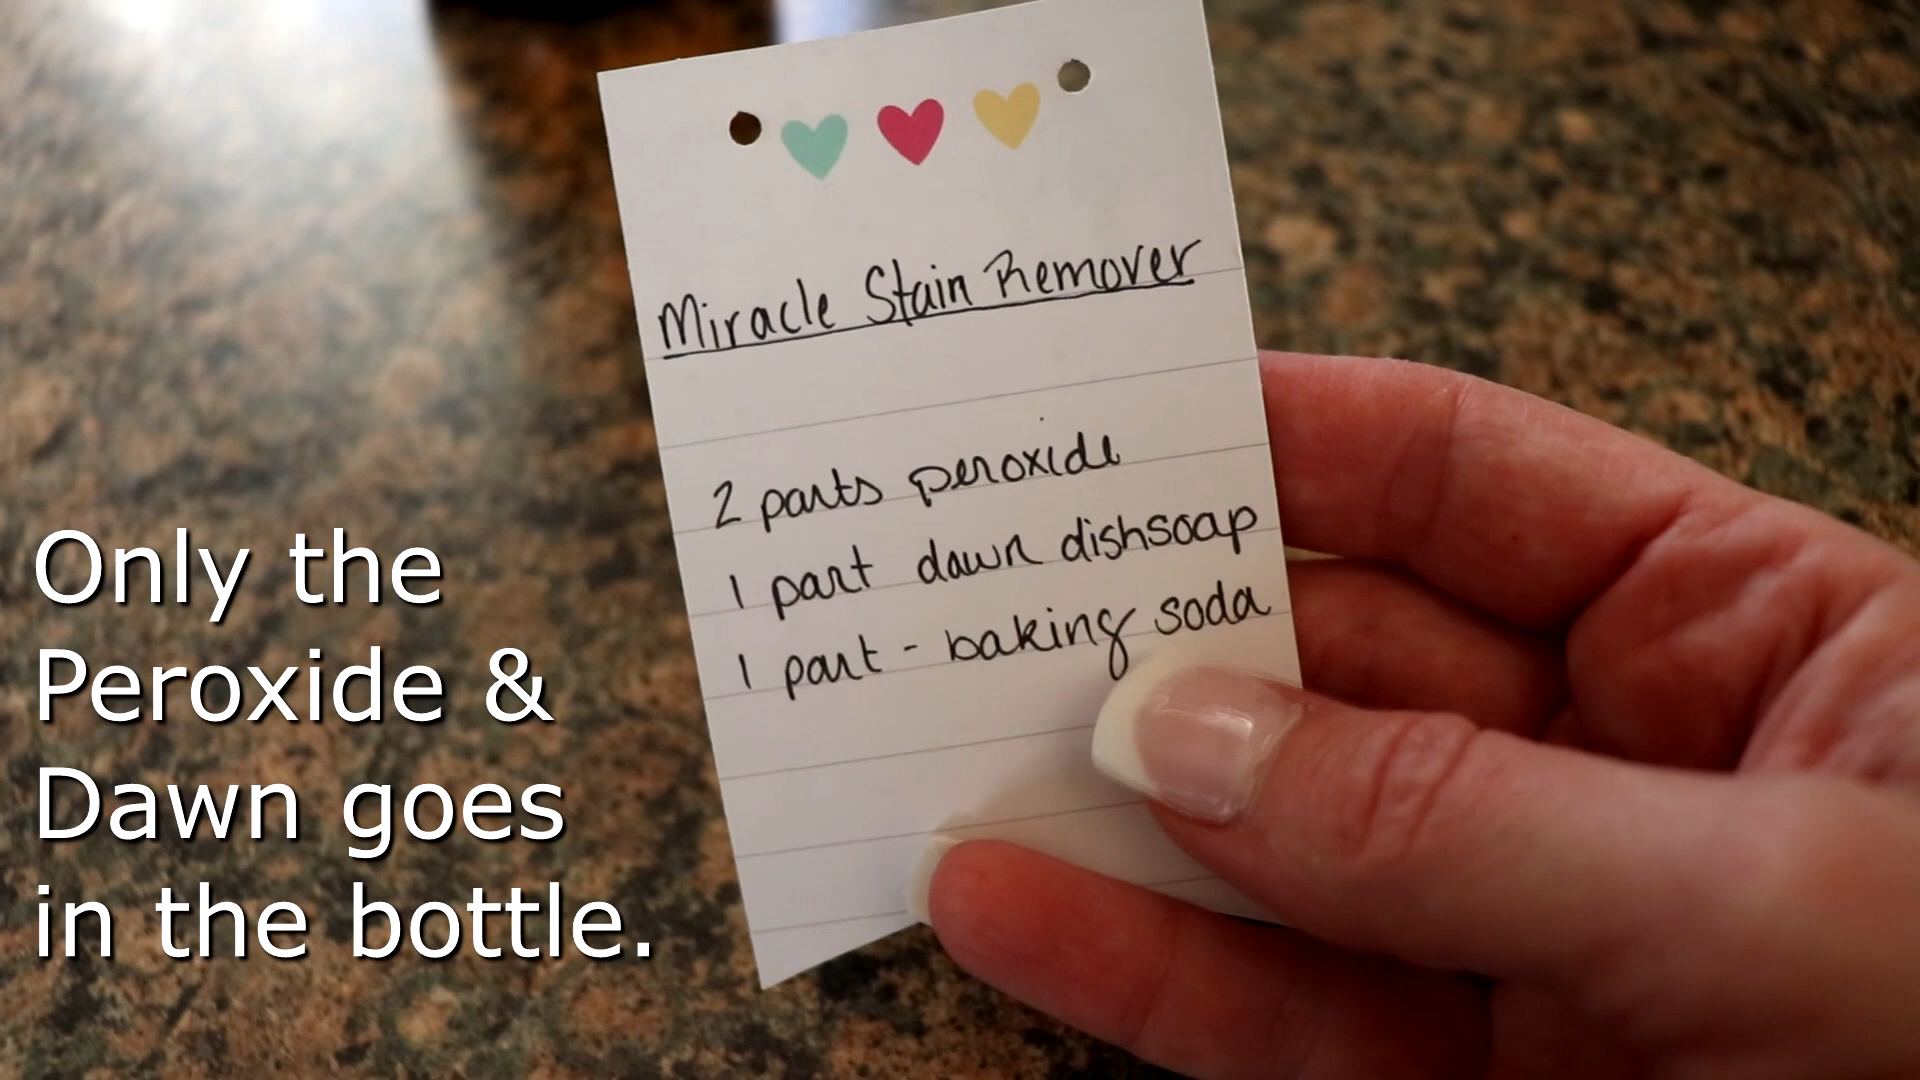 Miracle Stain Remover
2 parts peroxide
1 part dawn dishsoap
1 part - baking soda
Only the
Peroxide &
Dawn goes
in the bottle.